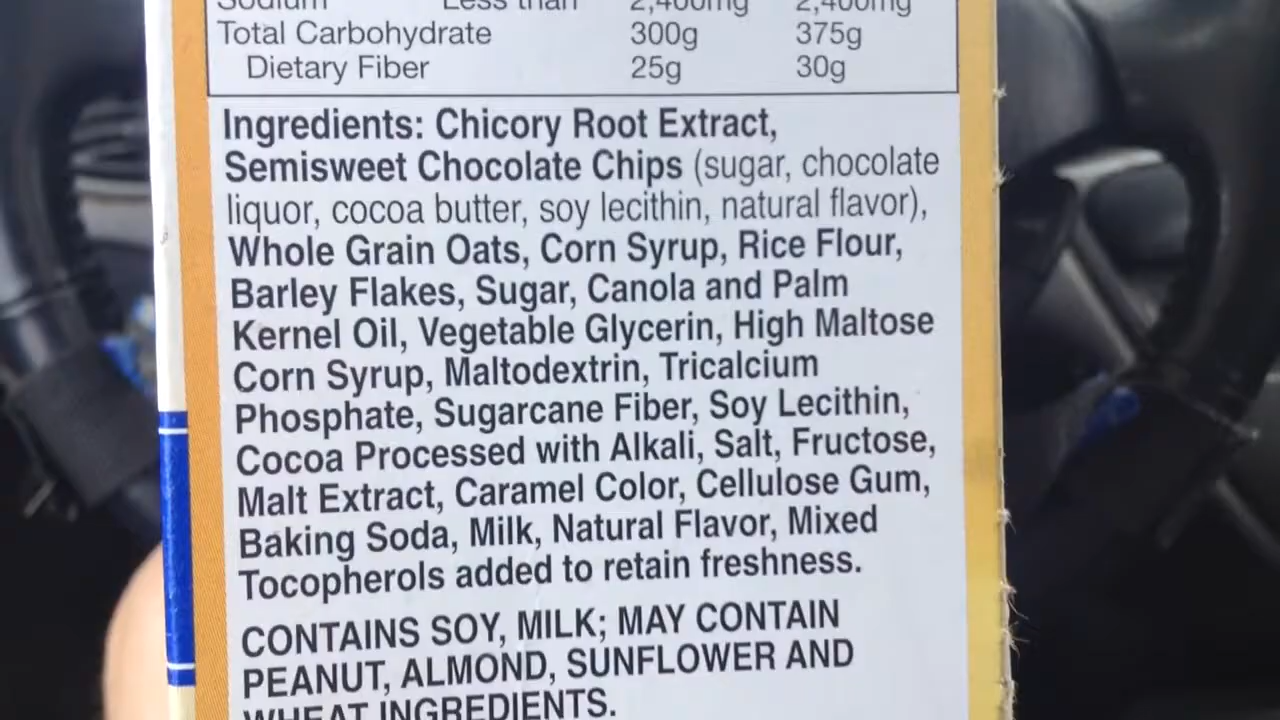 Sodium Less than 2,400mg 2,400mg
Total Carbohydrate 300g 375g
Dietary Fiber 25g 30g
Ingredients: Chicory Root Extract,
Semisweet Chocolate Chips (sugar, chocolate
liquor, cocoa butter, soy lecithin, natural flavor),
Whole Grain Oats, Corn Syrup, Rice Flour,
Barley Flakes, Sugar, Canola and Palm
Kernel Oil, Vegetable Glycerin, High Maltose
Corn Syrup, Maltodextrin, Tricalcium
Phosphate, Sugarcane Fiber, Soy Lecithin,
Cocoa Processed with Alkali, Salt, Fructose,
Malt Extract, Caramel Color, Cellulose Gum,
Baking Soda, Milk, Natural Flavor, Mixed
Tocopherols added to retain freshness.
CONTAINS SOY, MILK; MAY CONTAIN
PEANUT, ALMOND, SUNFLOWER AND
WHEAT INGREDIENTS.